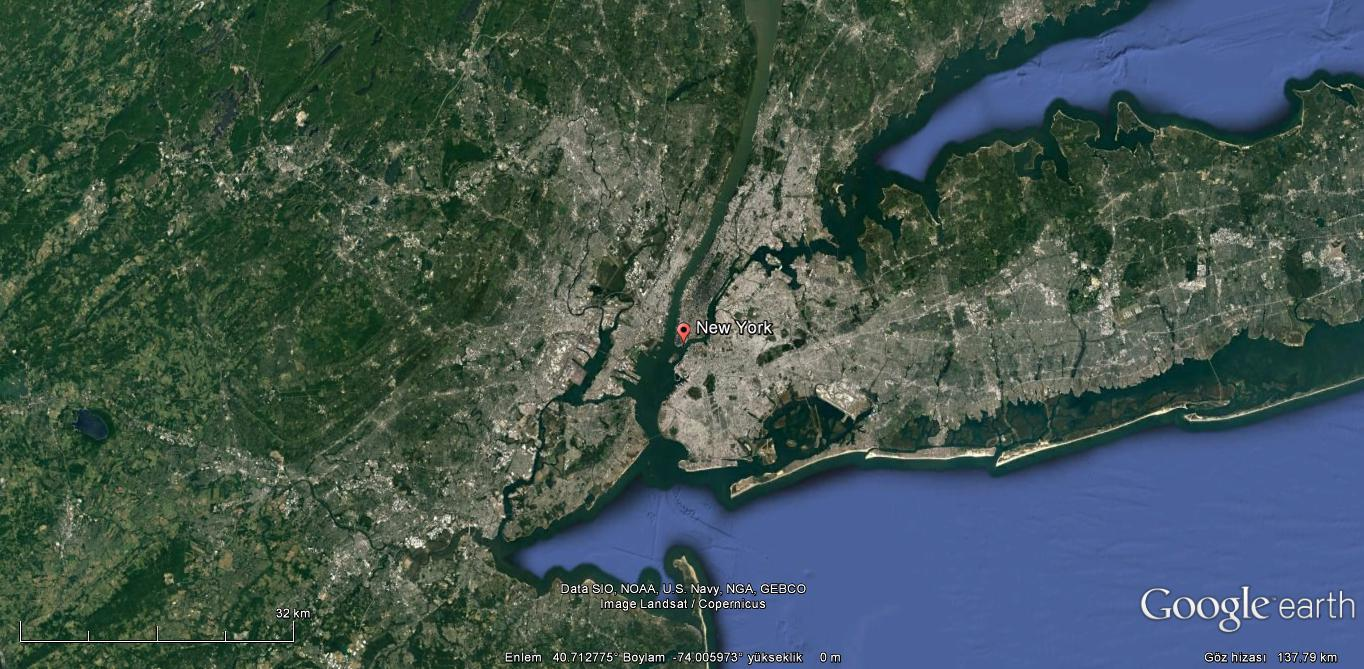 New York
Data SIO, NOAA, U.S. Navy, NGA, GEBCO
Image Landsat / Copernicus
32 km
Google earth
Enlem 40.712775° Boylam -74.005973° yükseklik 0 m
Göz hizası 137.79 km